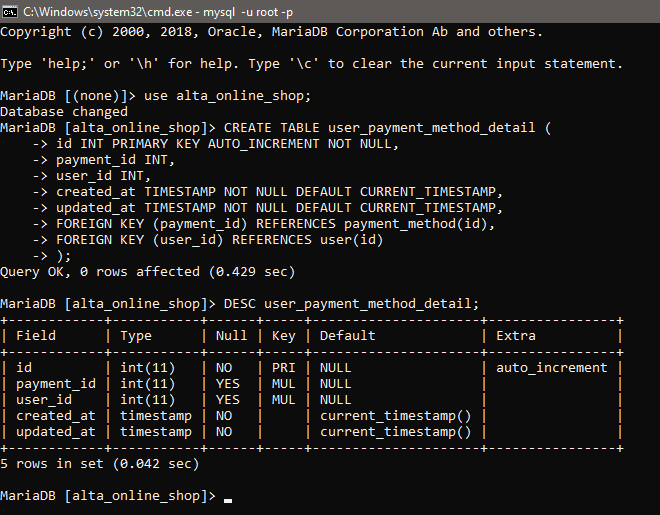 C:\Windows\system32\cmd.exe - mysql  -u root -p
Copyright (c) 2000, 2018, Oracle, MariaDB Corporation Ab and others.

Type 'help;' or '\h' for help. Type '\c' to clear the current input statement.

MariaDB [(none)]> use alta_online_shop;
Database changed
MariaDB [alta_online_shop]> CREATE TABLE user_payment_method_detail (
    -> id INT PRIMARY KEY AUTO_INCREMENT NOT NULL,
    -> payment_id INT,
    -> user_id INT,
    -> created_at TIMESTAMP NOT NULL DEFAULT CURRENT_TIMESTAMP,
    -> updated_at TIMESTAMP NOT NULL DEFAULT CURRENT_TIMESTAMP,
    -> FOREIGN KEY (payment_id) REFERENCES payment_method(id),
    -> FOREIGN KEY (user_id) REFERENCES user(id)
    -> );
Query OK, 0 rows affected (0.429 sec)

MariaDB [alta_online_shop]> DESC user_payment_method_detail;
+------------+-----------+------+-----+---------------------+----------------+
| Field      | Type      | Null | Key | Default             | Extra          |
+------------+-----------+------+-----+---------------------+----------------+
| id         | int(11)   | NO   | PRI | NULL                | auto_increment |
| payment_id | int(11)   | YES  | MUL | NULL                |                |
| user_id    | int(11)   | YES  | MUL | NULL                |                |
| created_at | timestamp | NO   |     | current_timestamp() |                |
| updated_at | timestamp | NO   |     | current_timestamp() |                |
+------------+-----------+------+-----+---------------------+----------------+
5 rows in set (0.042 sec)

MariaDB [alta_online_shop]> _